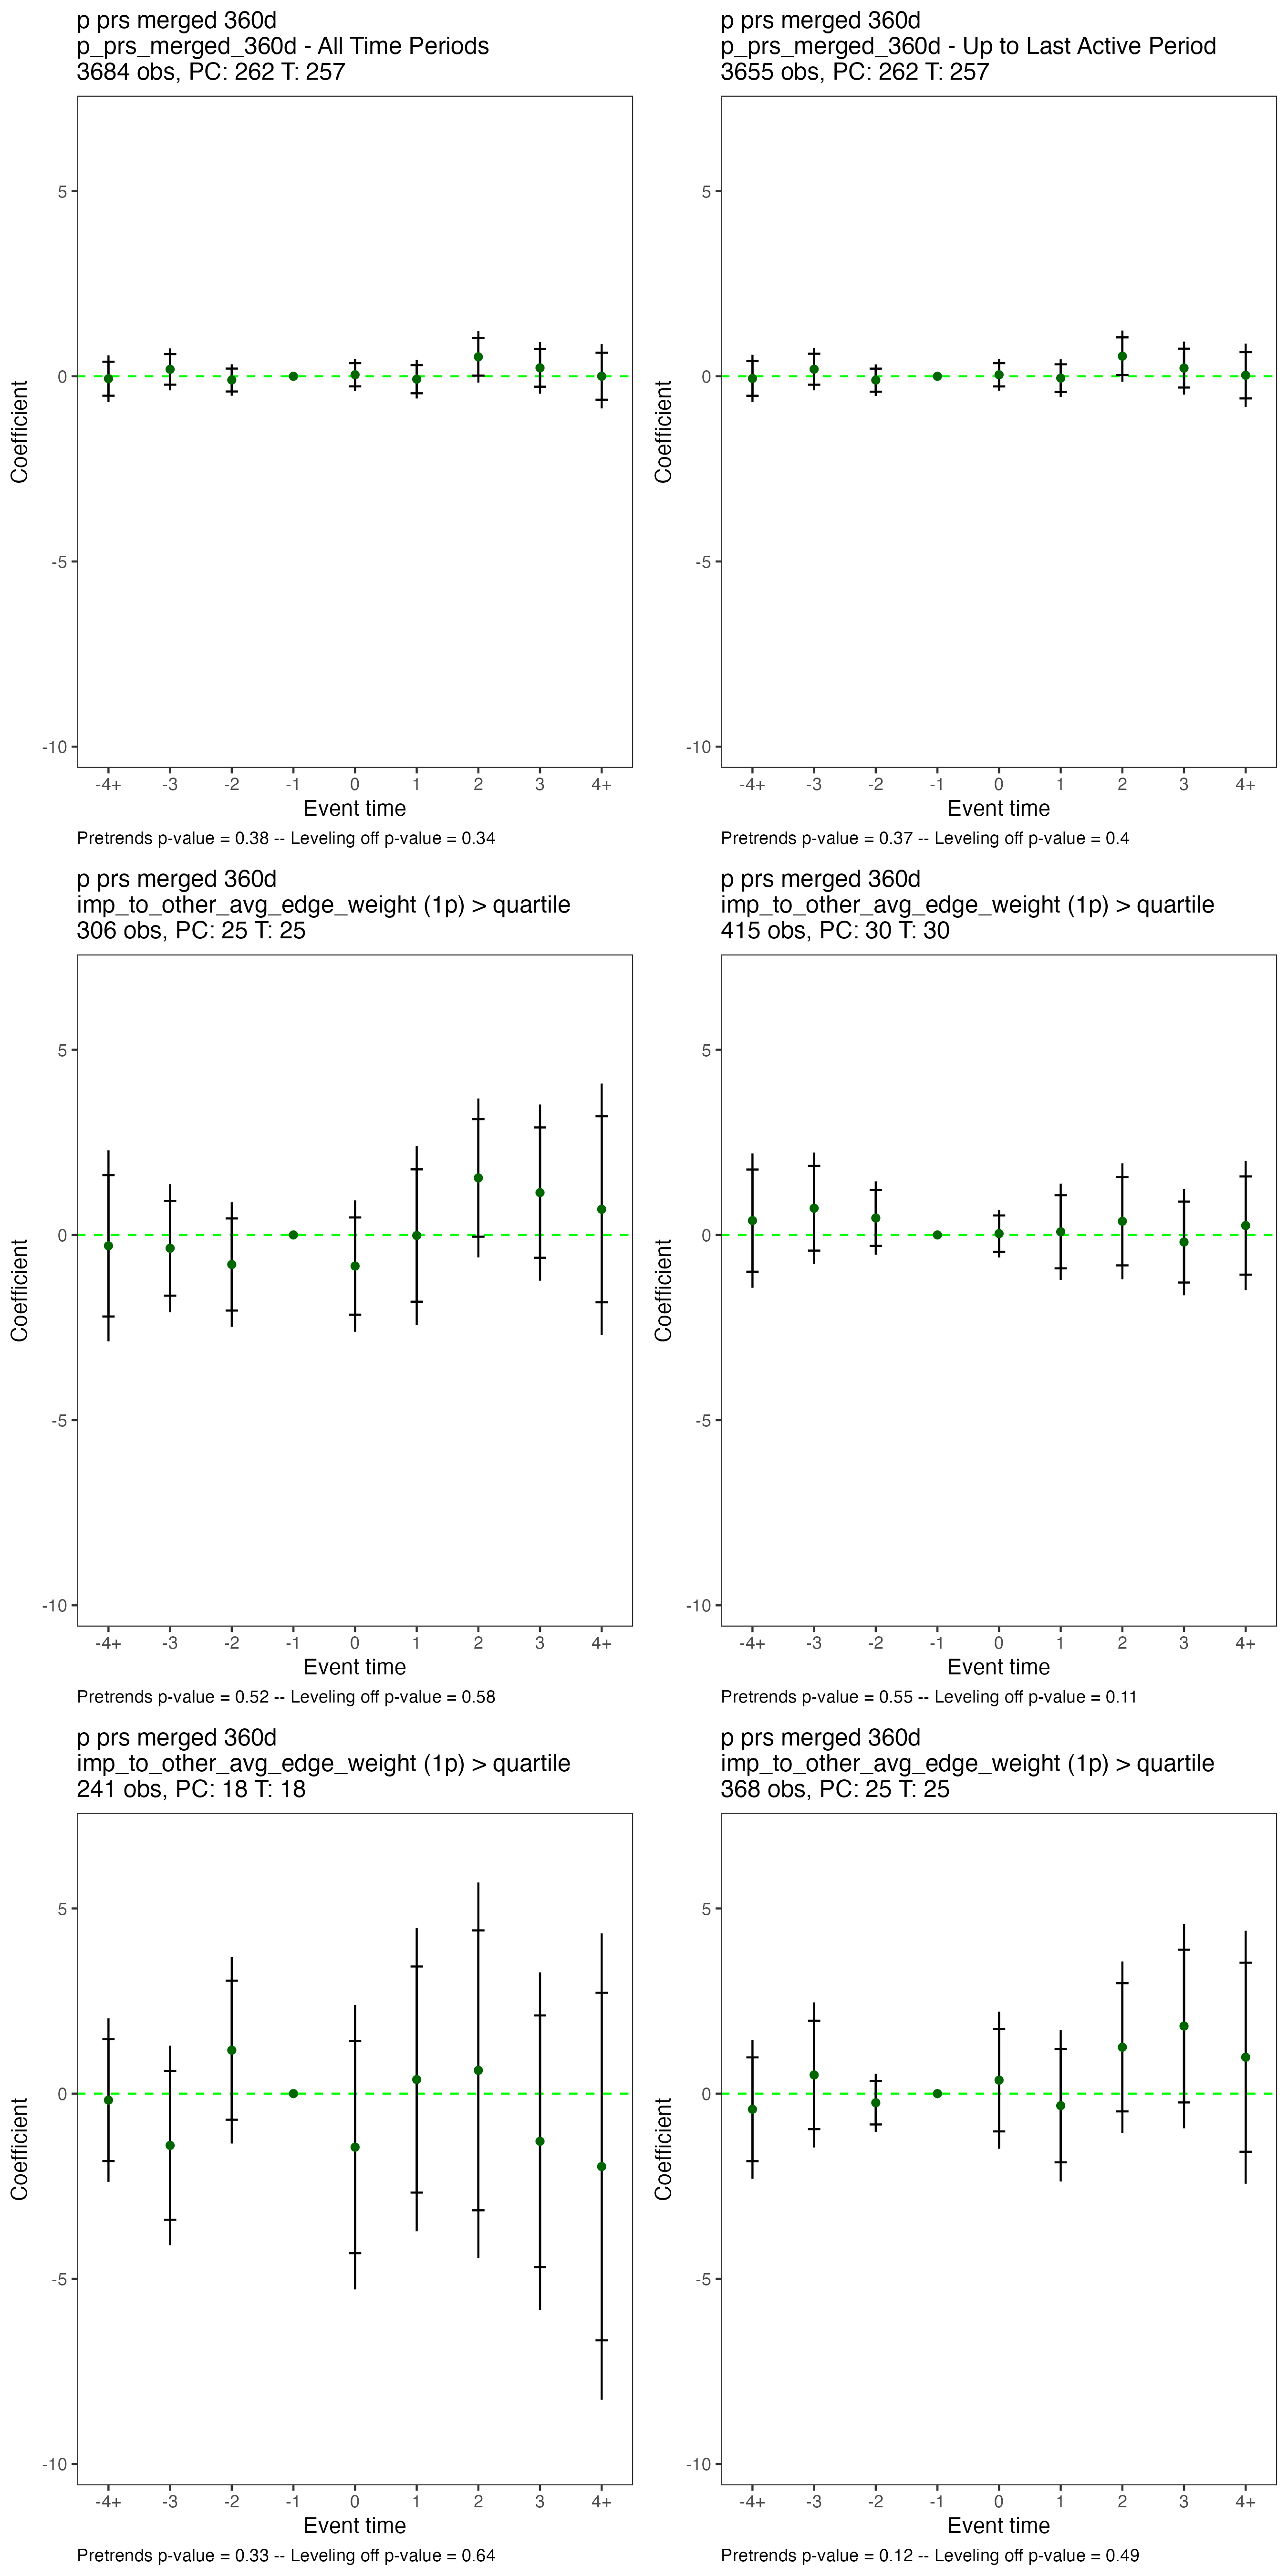 p prs merged 360d
p_prs_merged_360d - All Time Periods
3684 obs, PC: 262 T: 257
5
0
-5
-10
Coefficient
-4+ -3 -2 -1 0 1 2 3 4+
Event time
Pretrends p-value = 0.38 -- Leveling off p-value = 0.34
p prs merged 360d
p_prs_merged_360d - Up to Last Active Period
3655 obs, PC: 262 T: 257
5
0
-5
-10
Coefficient
-4+ -3 -2 -1 0 1 2 3 4+
Event time
Pretrends p-value = 0.37 -- Leveling off p-value = 0.4
p prs merged 360d
imp_to_other_avg_edge_weight (1p) > quartile
306 obs, PC: 25 T: 25
5
0
-5
-10
Coefficient
-4+ -3 -2 -1 0 1 2 3 4+
Event time
Pretrends p-value = 0.52 -- Leveling off p-value = 0.58
p prs merged 360d
imp_to_other_avg_edge_weight (1p) > quartile
415 obs, PC: 30 T: 30
5
0
-5
-10
Coefficient
-4+ -3 -2 -1 0 1 2 3 4+
Event time
Pretrends p-value = 0.55 -- Leveling off p-value = 0.11
p prs merged 360d
imp_to_other_avg_edge_weight (1p) > quartile
241 obs, PC: 18 T: 18
5
0
-5
-10
Coefficient
-4+ -3 -2 -1 0 1 2 3 4+
Event time
Pretrends p-value = 0.33 -- Leveling off p-value = 0.64
p prs merged 360d
imp_to_other_avg_edge_weight (1p) > quartile
368 obs, PC: 25 T: 25
5
0
-5
-10
Coefficient
-4+ -3 -2 -1 0 1 2 3 4+
Event time
Pretrends p-value = 0.12 -- Leveling off p-value = 0.49